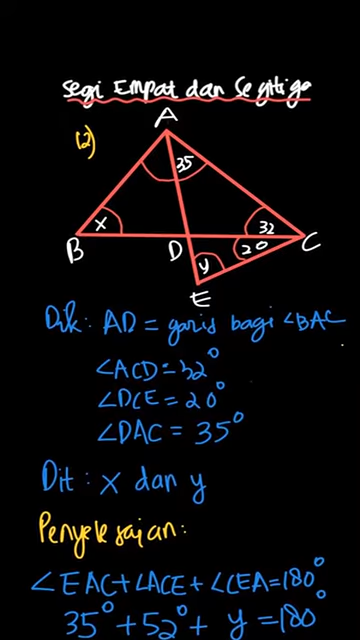 Segi Empat dan Segitiga
(2)
A
35
x
32
B
D
20
C
y
E
Dik: AD = garis bagi ∠BAC
∠ACD = 32°
∠DCE = 20°
∠DAC = 35°
Dit: x dan y
Penyelesaian:
∠EAC + ∠ACE + ∠CEA = 180°
35° + 52° + y = 180°